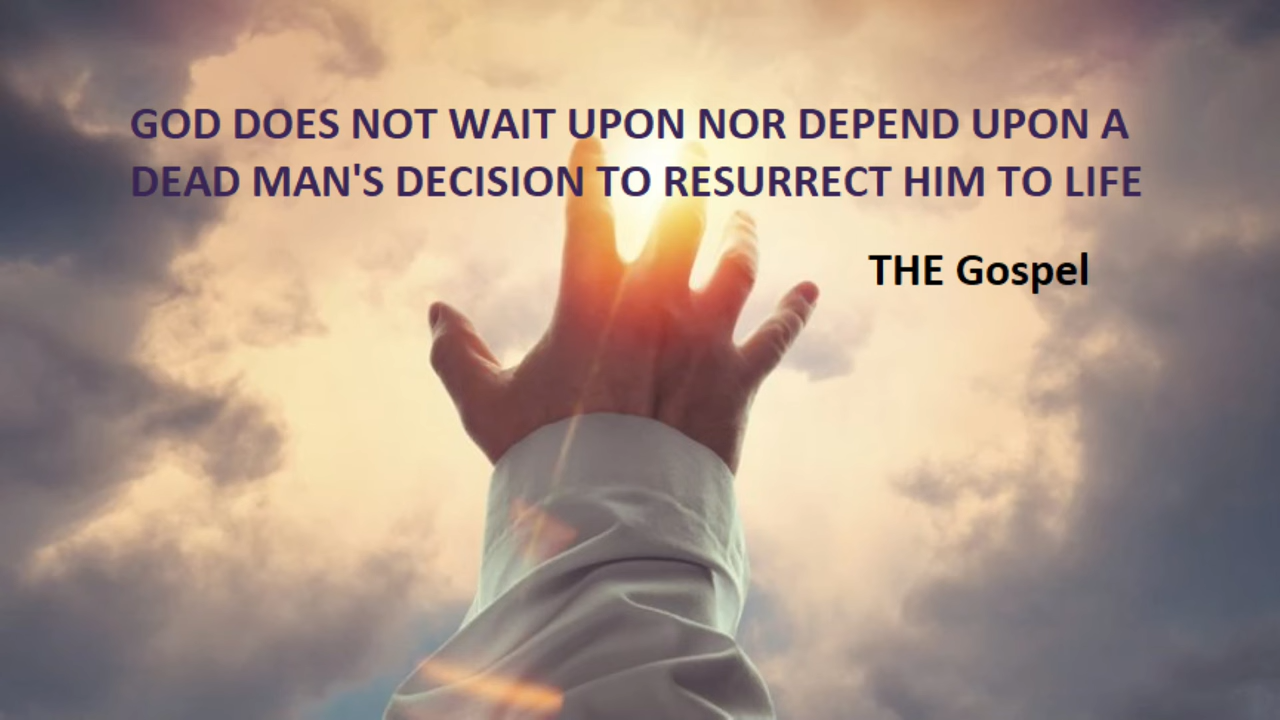 GOD DOES NOT WAIT UPON NOR DEPEND UPON A
DEAD MAN'S DECISION TO RESURRECT HIM TO LIFE
THE Gospel